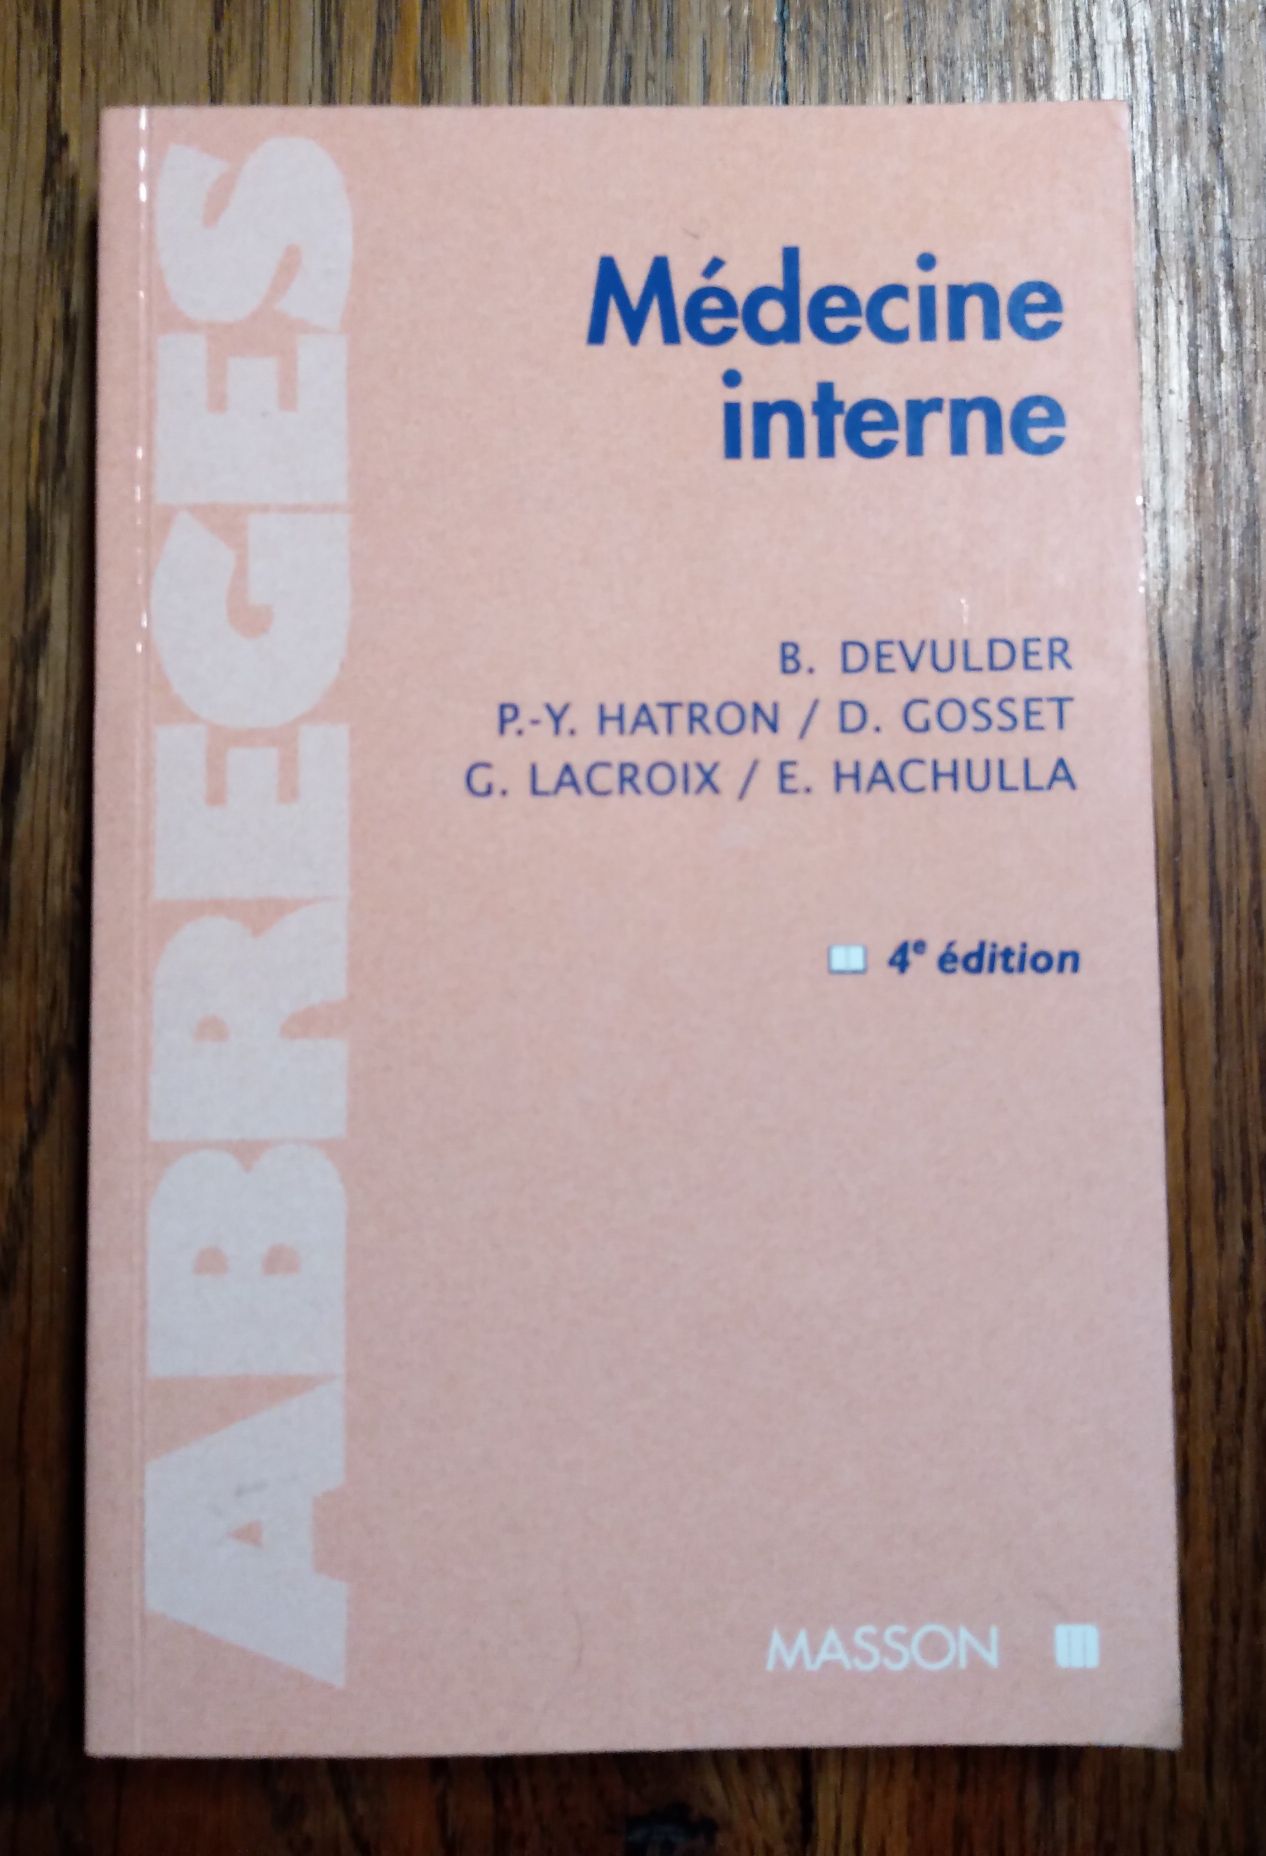 ABREGES
Médecine
interne
B. DEVULDER
P.-Y. HATRON / D. GOSSET
G. LACROIX / E. HACHULLA
4e édition
MASSON